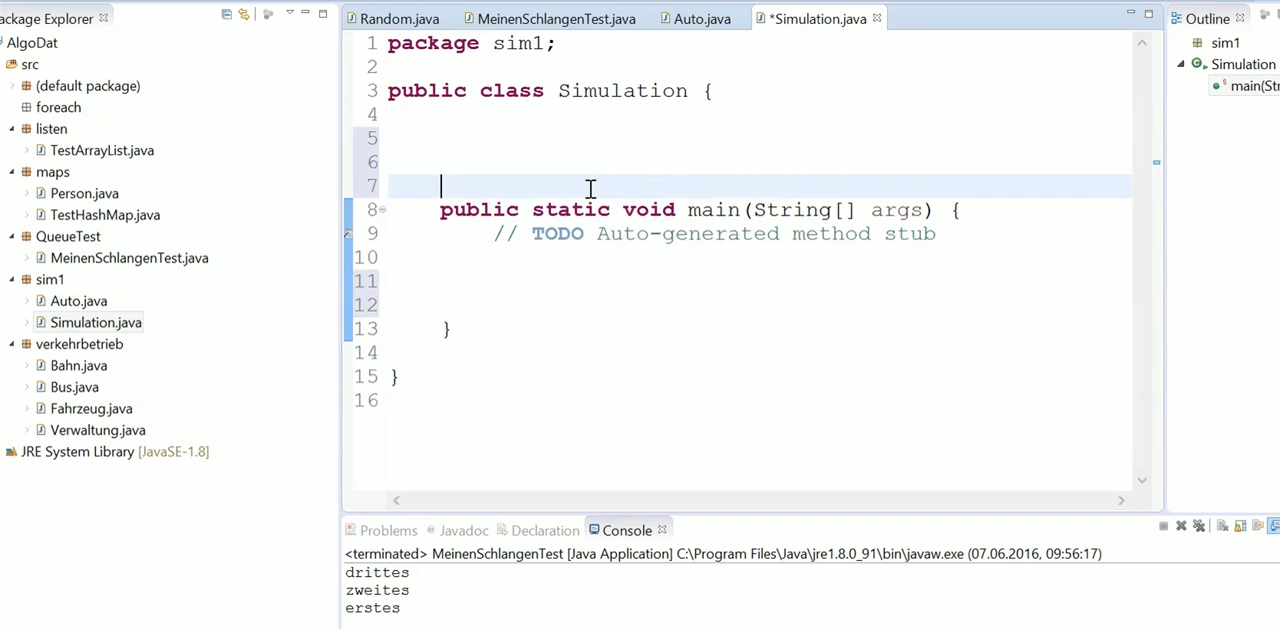 ackage Explorer
AlgoDat
src
(default package)
foreach
listen
TestArrayList.java
maps
Person.java
TestHashMap.java
QueueTest
MeinenSchlangenTest.java
sim1
Auto.java
Simulation.java
verkehrbetrieb
Bahn.java
Bus.java
Fahrzeug.java
Verwaltung.java
JRE System Library [JavaSE-1.8]
Random.java MeinenSchlangenTest.java Auto.java *Simulation.java
1 package sim1;
2
3 public class Simulation {
4
5
6
7
8 public static void main(String[] args) {
9 // TODO Auto-generated method stub
10
11
12
13 }
14
15 }
16
Problems Javadoc Declaration Console
<terminated> MeinenSchlangenTest [Java Application] C:\Program Files\Java\jre1.8.0_91\bin\javaw.exe (07.06.2016, 09:56:17)
drittes
zweites
erstes
Outline
sim1
Simulation
main(Str